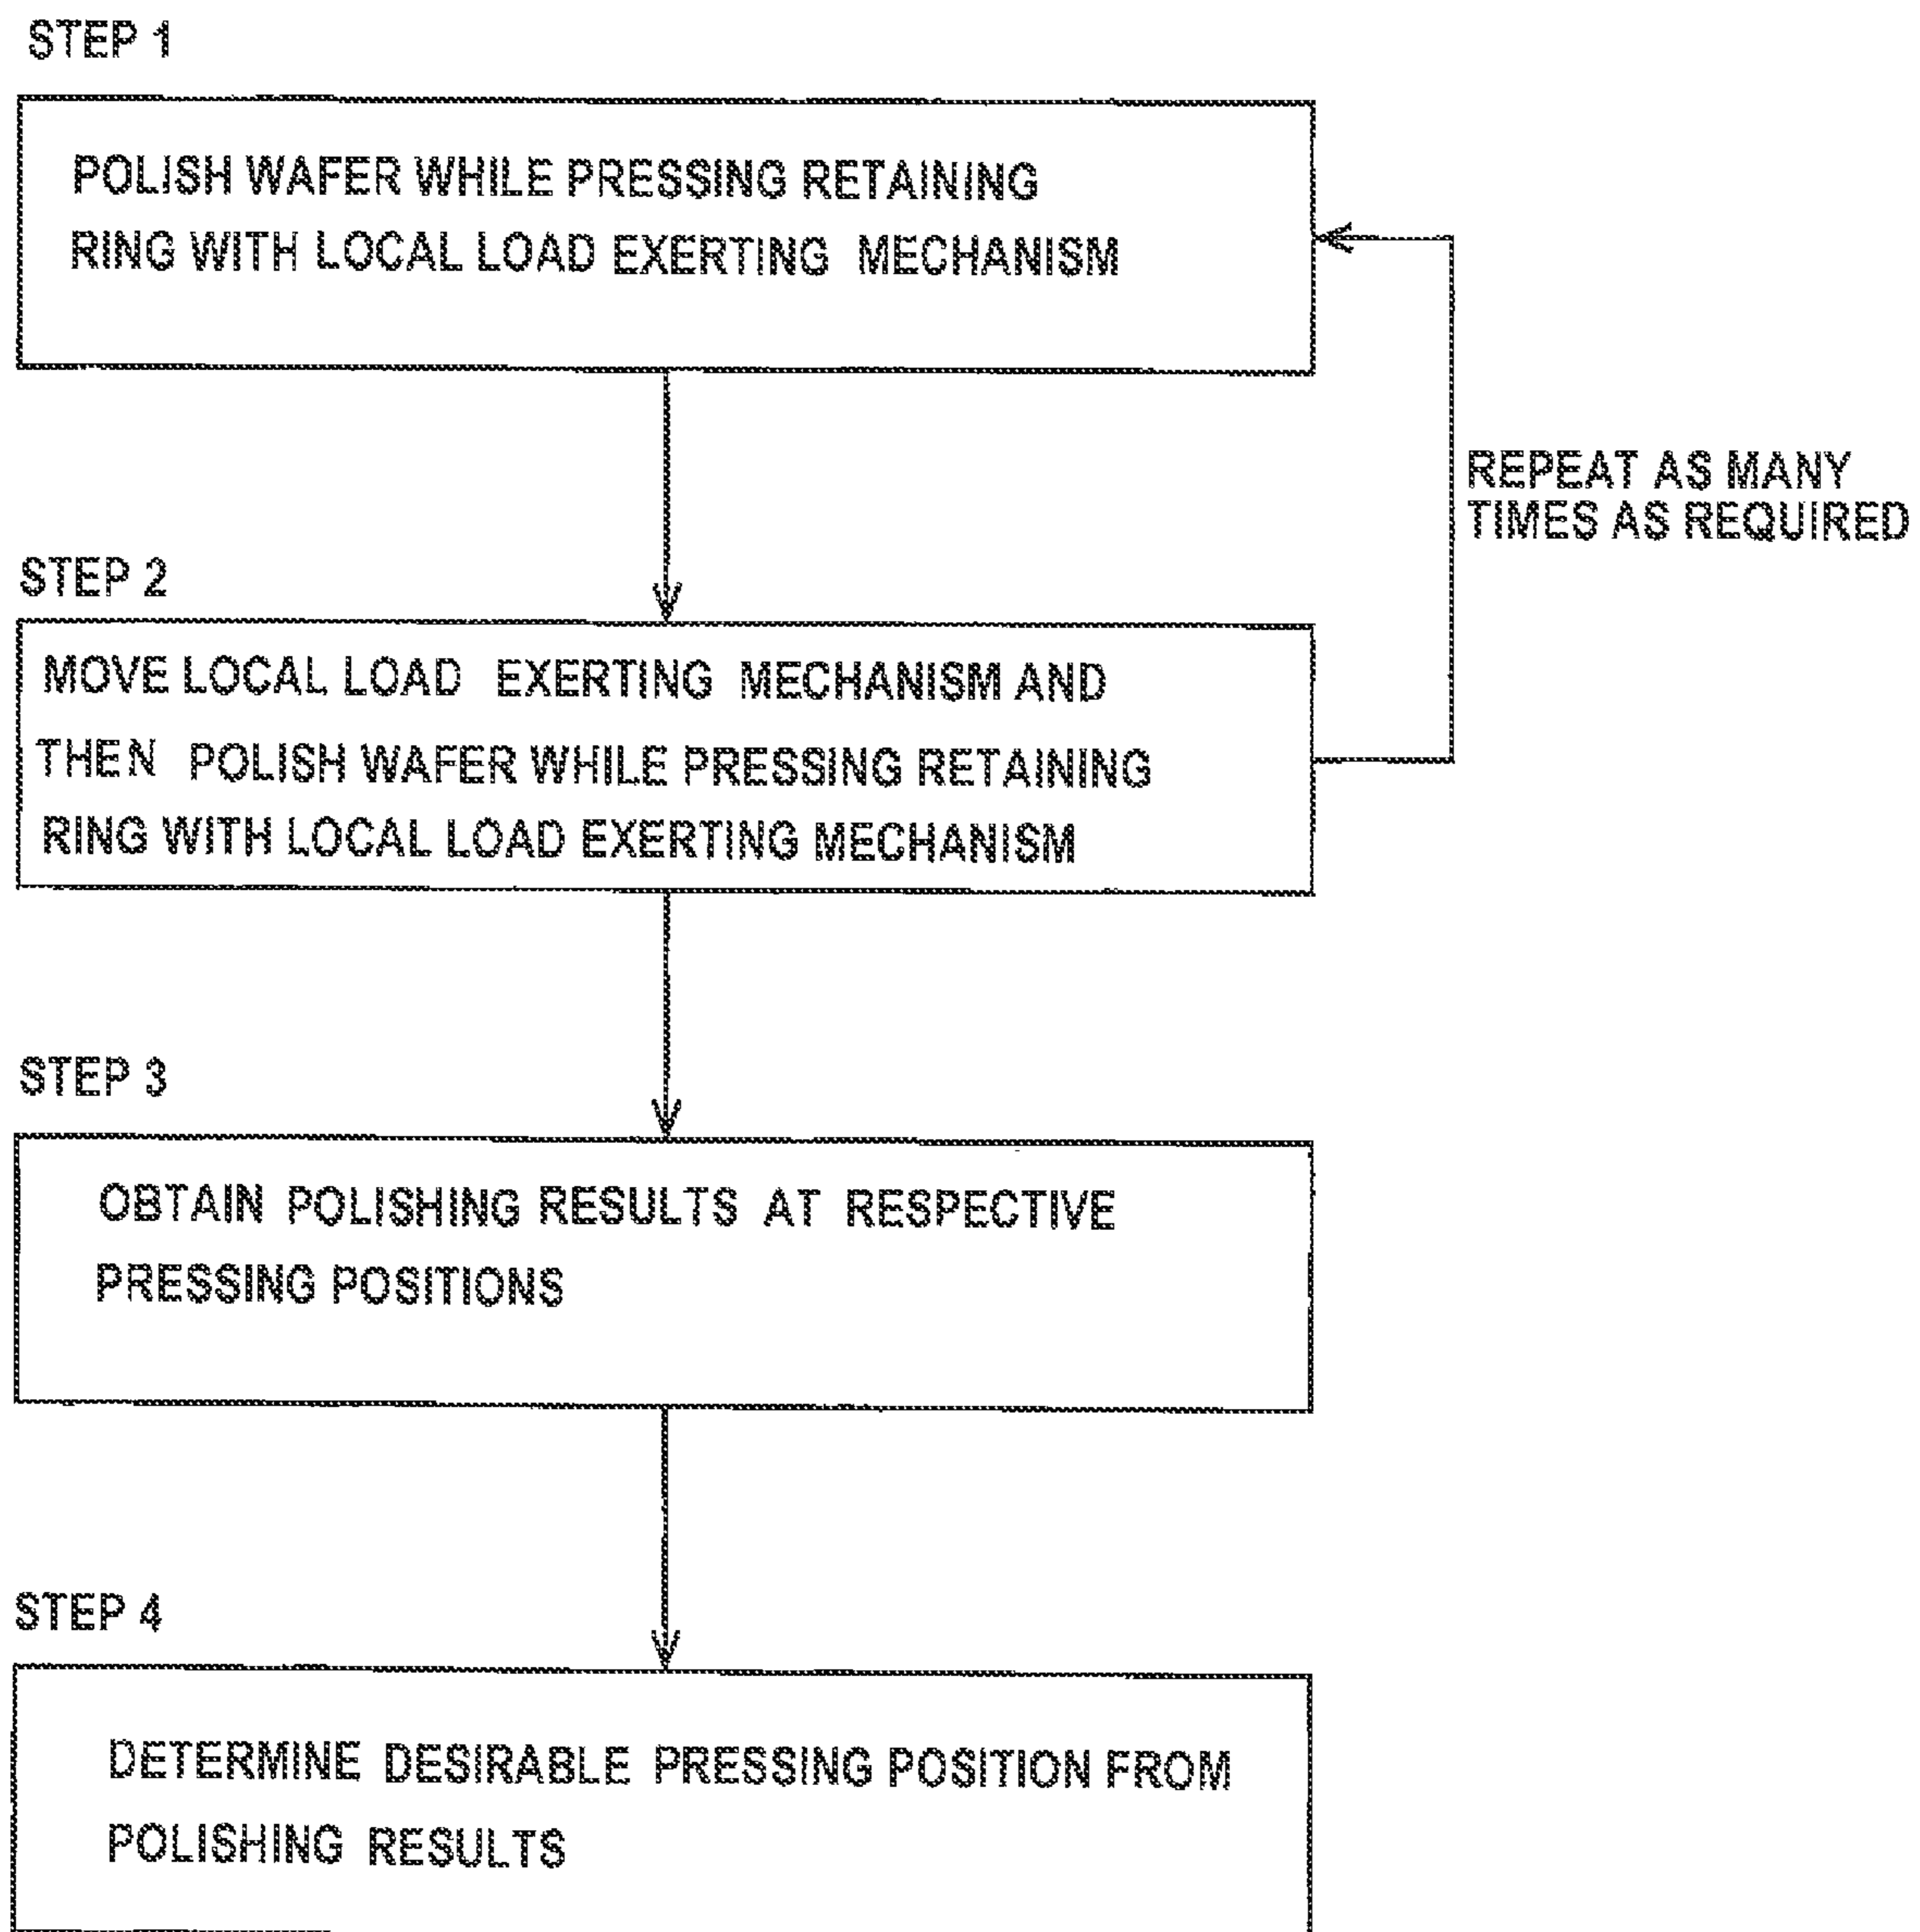 STEP 1
POLISH WAFER WHILE PRESSING RETAINING
RING WITH LOCAL LOAD EXERTING MECHANISM
REPEAT AS MANY
TIMES AS REQUIRED
STEP 2
MOVE LOCAL LOAD EXERTING MECHANISM AND
THEN POLISH WAFER WHILE PRESSING RETAINING
RING WITH LOCAL LOAD EXERTING MECHANISM
STEP 3
OBTAIN POLISHING RESULTS AT RESPECTIVE
PRESSING POSITIONS
STEP 4
DETERMINE DESIRABLE PRESSING POSITION FROM
POLISHING RESULTS